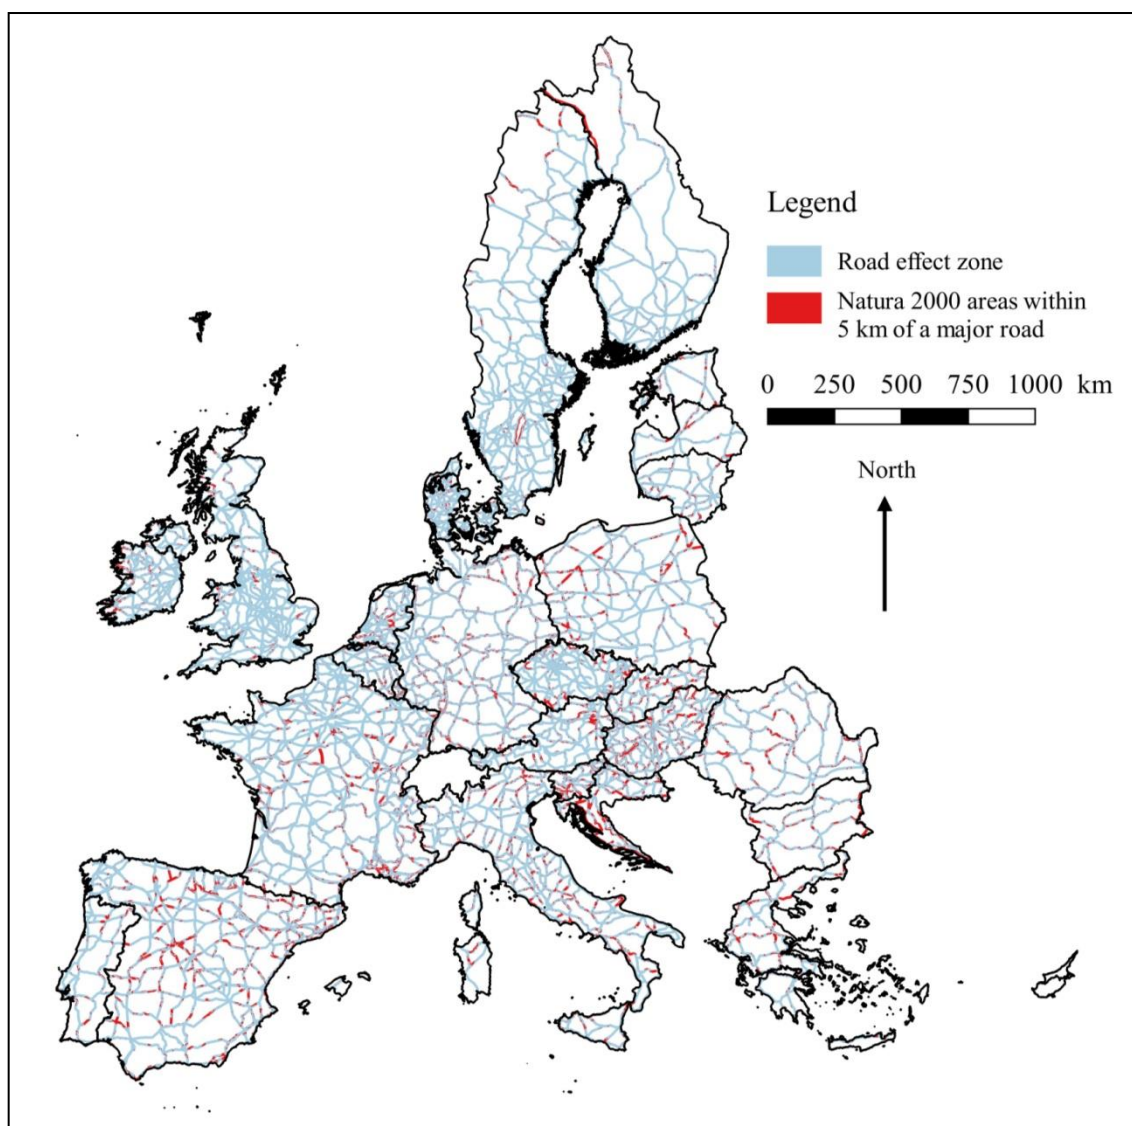 Legend
Road effect zone
Natura 2000 areas within
5 km of a major road
0 250 500 750 1000 km
North